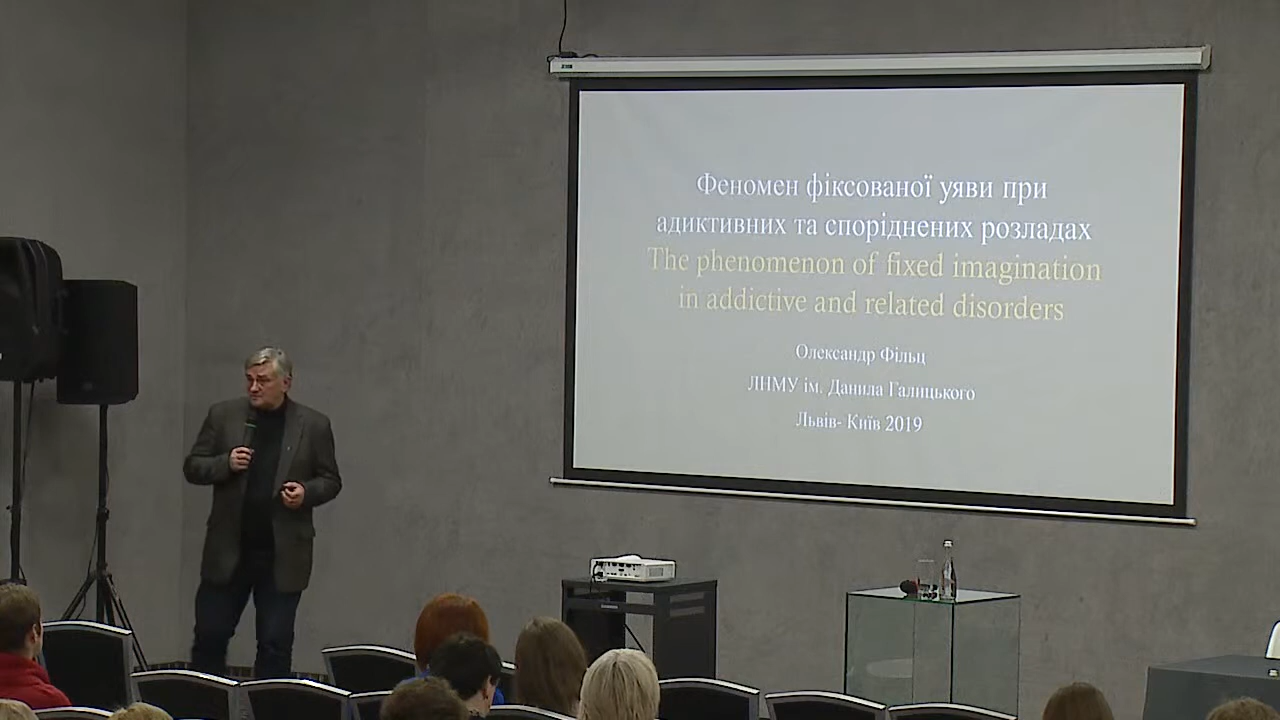 Феномен фіксованої уяви при
адиктивних та споріднених розладах
The phenomenon of fixed imagination
in addictive and related disorders
Олександр Фільц
ЛНМУ ім. Данила Галицького
Львів- Київ 2019